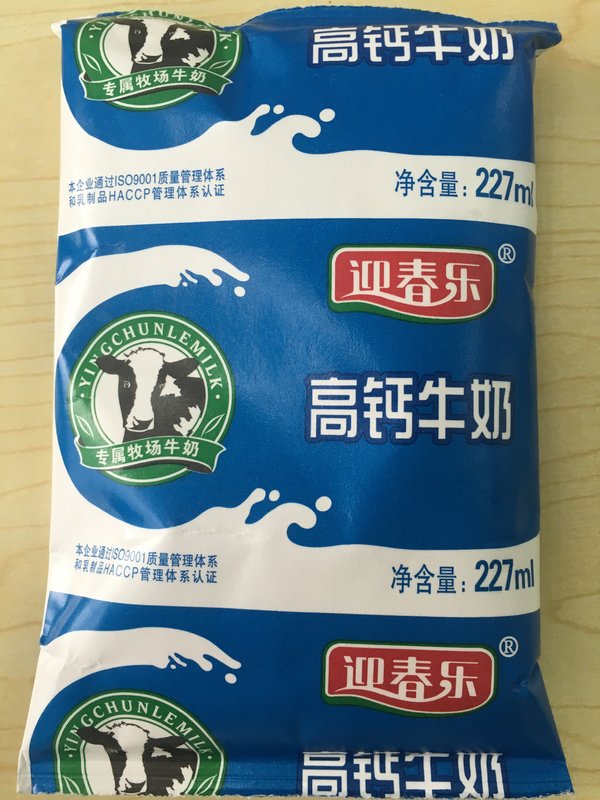 YINGCHUNLEMILK
专属牧场牛奶
高钙牛奶
本企业通过ISO9001质量管理体系
和乳制品HACCP管理体系认证
净含量：227ml
迎春乐®
·YINGCHUNLEMILK·
专属牧场牛奶
高钙牛奶
本企业通过ISO9001质量管理体系
和乳制品HACCP管理体系认证
净含量：227ml
迎春乐®
·YINGCHUNLEMILK
高钙牛奶